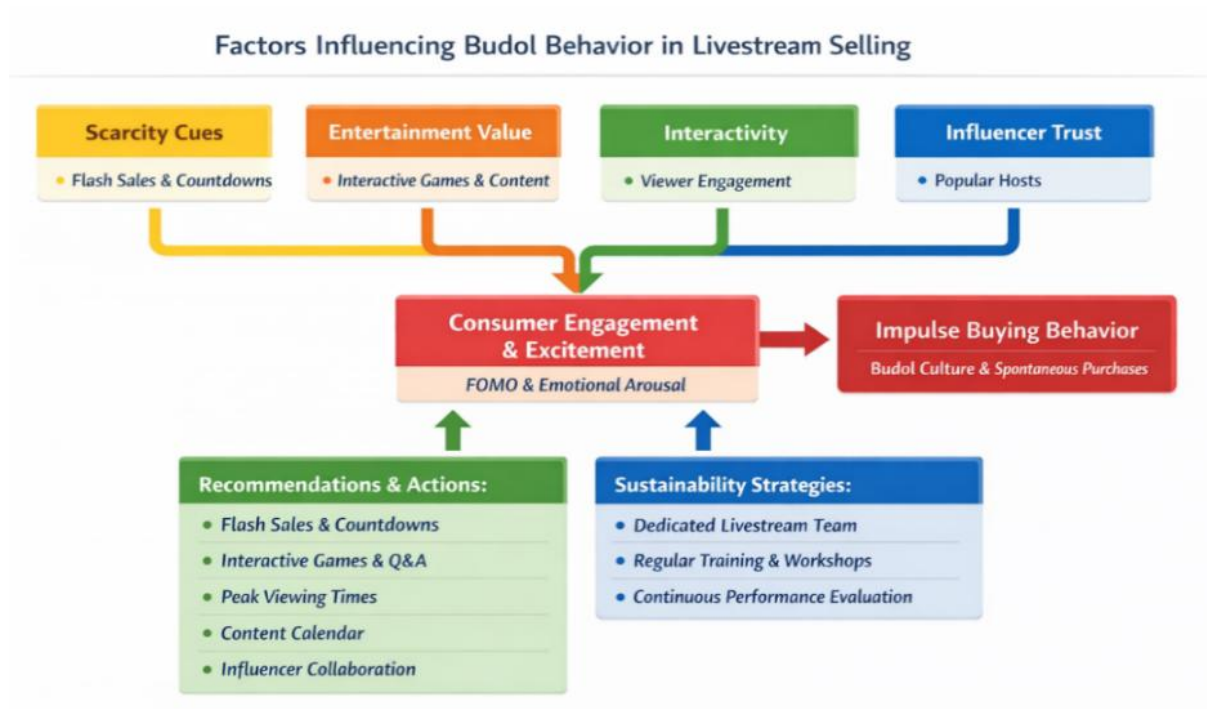 Factors Influencing Budol Behavior in Livestream Selling
Scarcity Cues
• Flash Sales & Countdowns
Entertainment Value
• Interactive Games & Content
Interactivity
• Viewer Engagement
Influencer Trust
• Popular Hosts
Consumer Engagement
& Excitement
FOMO & Emotional Arousal
Impulse Buying Behavior
Budol Culture & Spontaneous Purchases
Recommendations & Actions:
• Flash Sales & Countdowns
• Interactive Games & Q&A
• Peak Viewing Times
• Content Calendar
• Influencer Collaboration
Sustainability Strategies:
• Dedicated Livestream Team
• Regular Training & Workshops
• Continuous Performance Evaluation